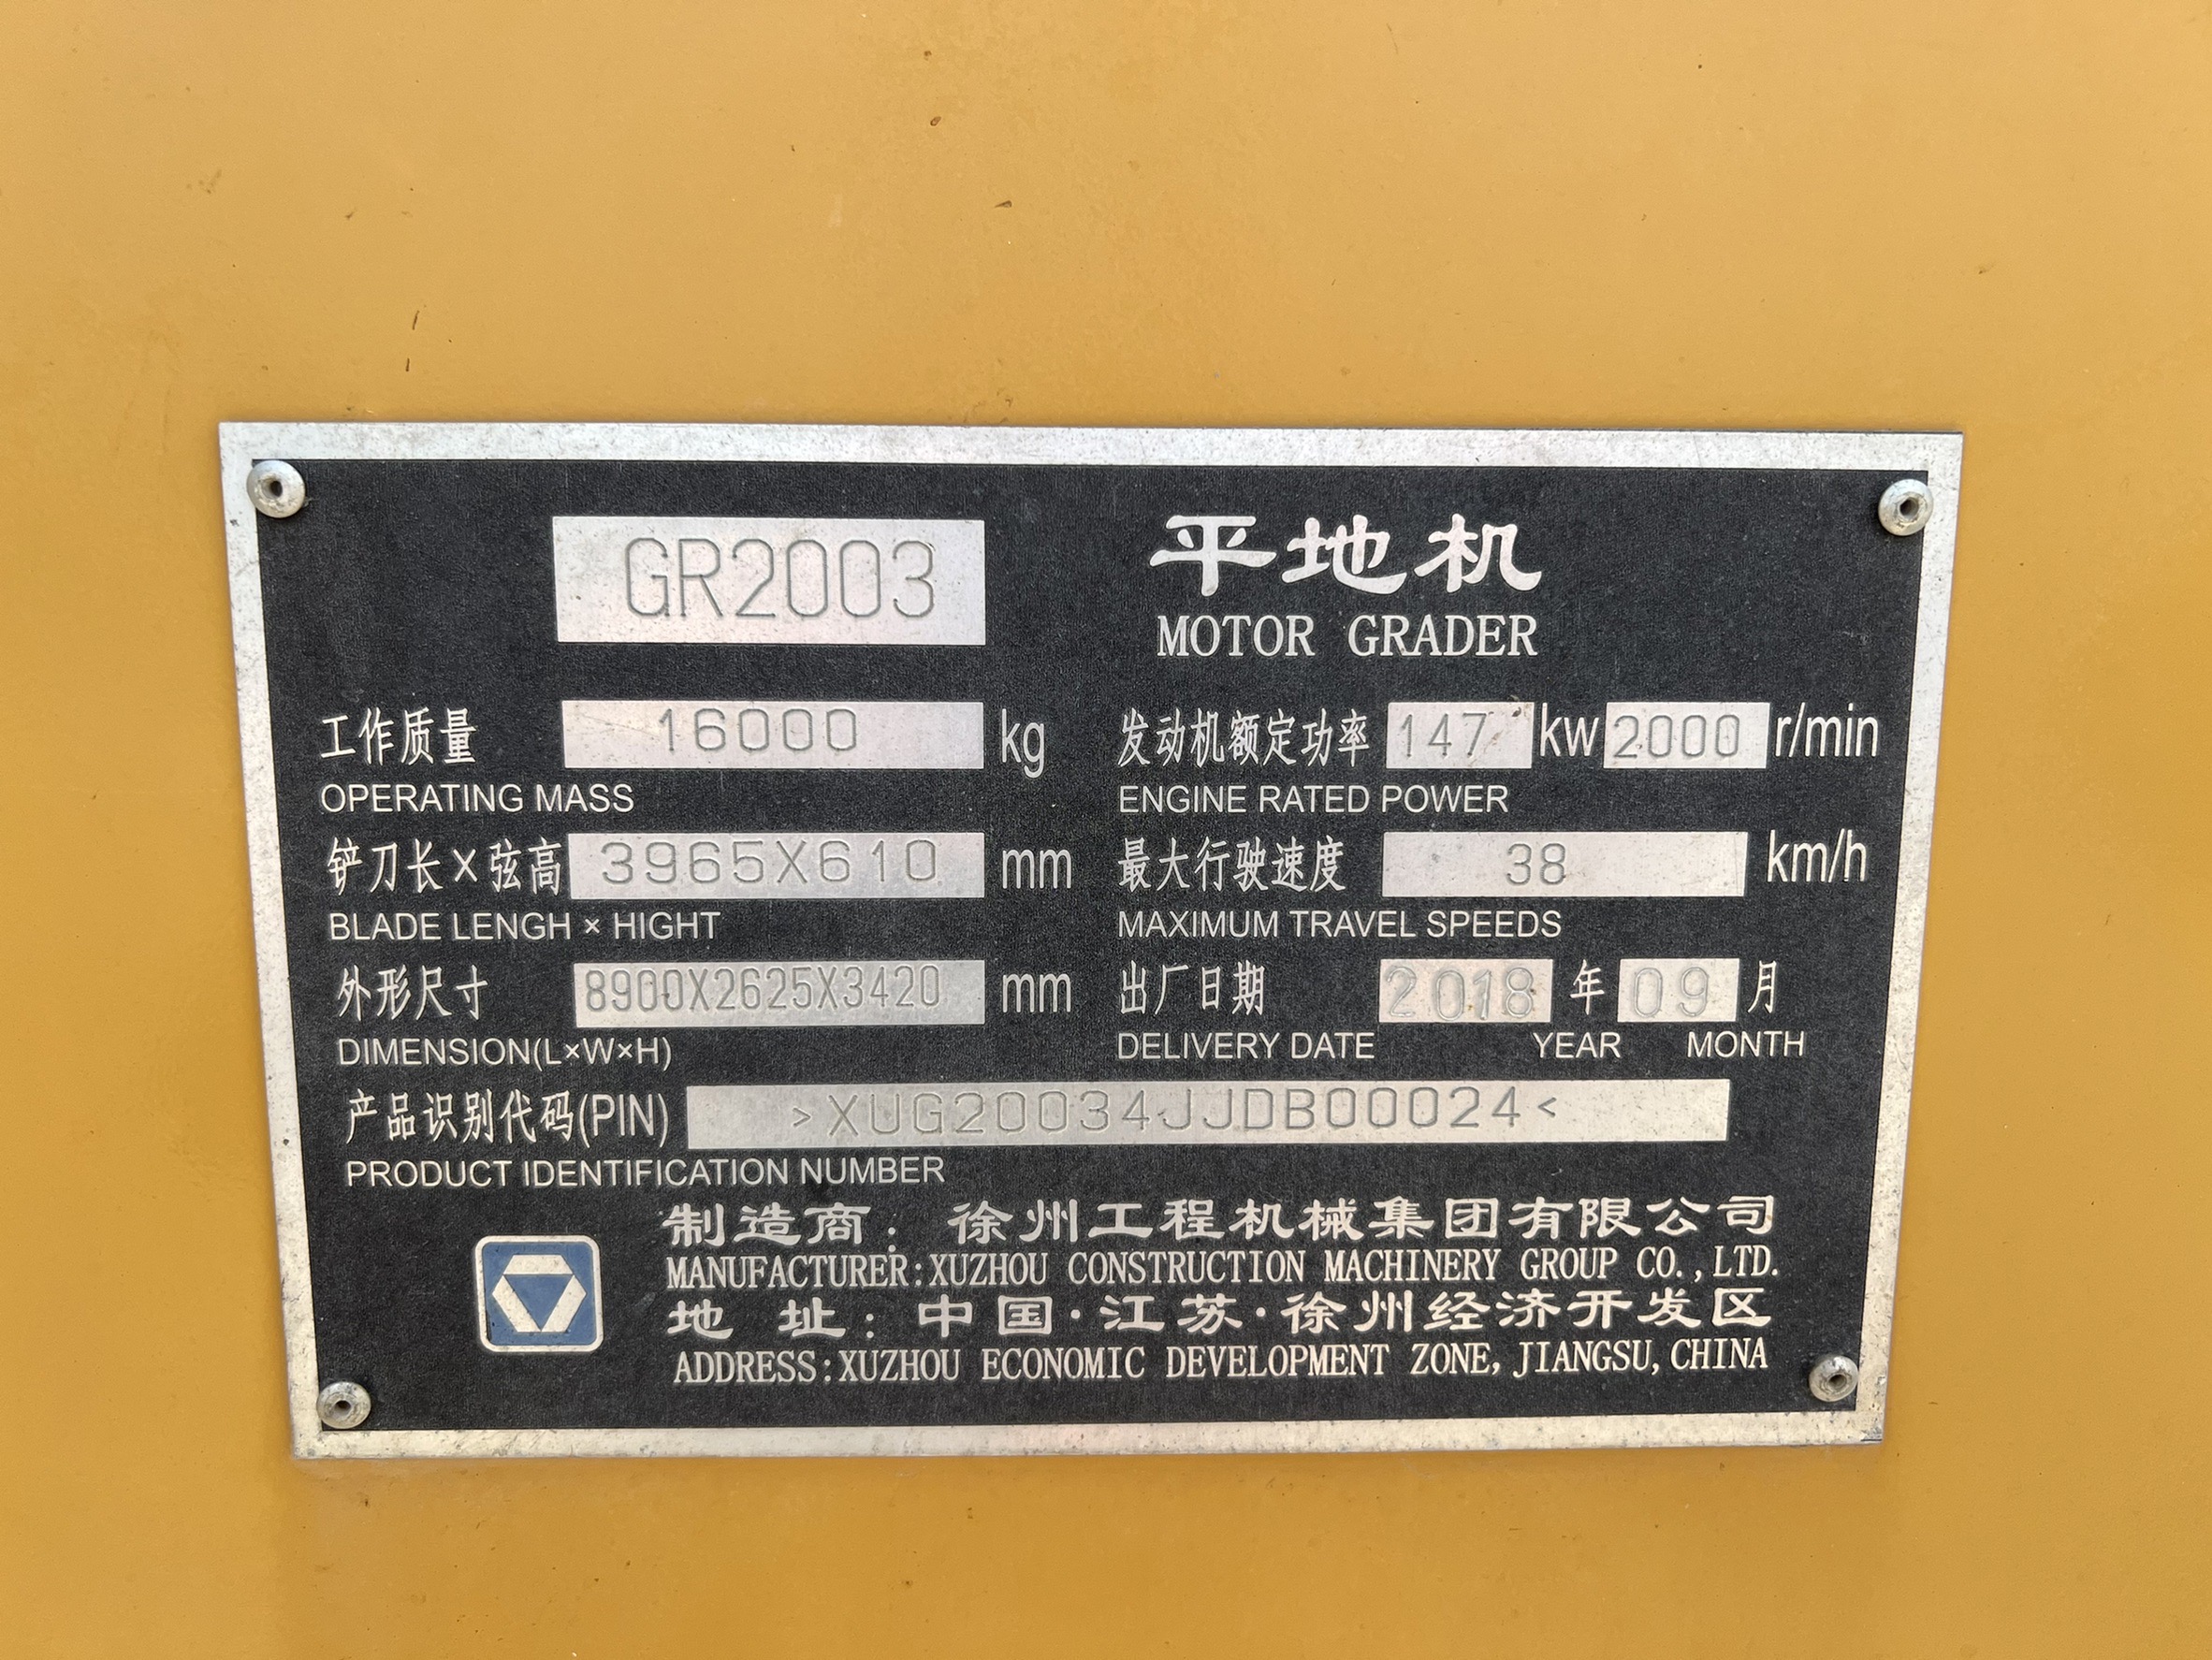 GR2003 平地机
MOTOR GRADER
工作质量 16000 kg 发动机额定功率 147 kw 2000 r/min
OPERATING MASS ENGINE RATED POWER
铲刀长×弦高 3965X610 mm 最大行驶速度 38 km/h
BLADE LENGH × HIGHT MAXIMUM TRAVEL SPEEDS
外形尺寸 8900X2625X3420 mm 出厂日期 2018 年 09 月
DIMENSION(L×W×H) DELIVERY DATE YEAR MONTH
产品识别代码(PIN) >XUG20034JJDB00024<
PRODUCT IDENTIFICATION NUMBER
制造商: 徐州工程机械集团有限公司
MANUFACTURER:XUZHOU CONSTRUCTION MACHINERY GROUP CO.,LTD.
地 址: 中国·江苏·徐州经济开发区
ADDRESS:XUZHOU ECONOMIC DEVELOPMENT ZONE,JIANGSU,CHINA